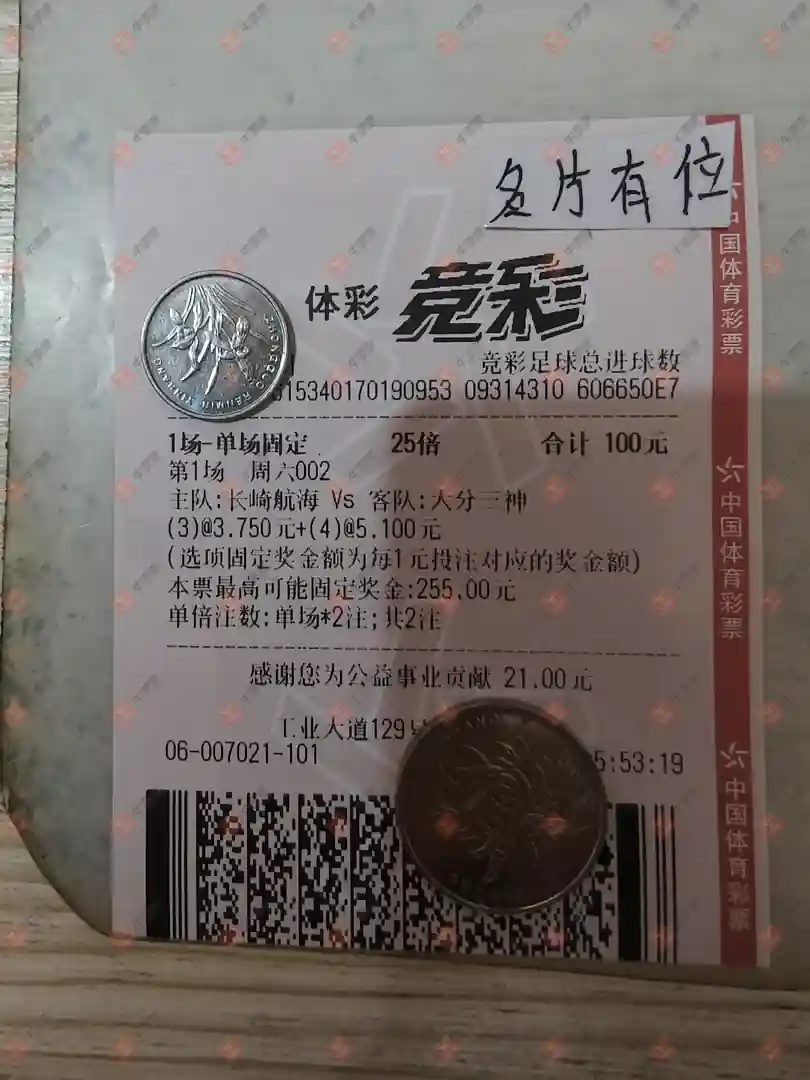 多片有位
体彩 竞彩
竞彩足球总进球数
615340170190953 09314310 606650E7
1场-单场固定 25倍 合计 100元
第1场 周六002
主队:长崎航海 Vs 客队:大分三神
(3)@3.750元+(4)@5.100元
(选项固定奖金额为每1元投注对应的奖金额)
本票最高可能固定奖金:255.00元
单倍注数:单场*2注;共2注
感谢您为公益事业贡献 21.00元
工业大道129号
06-007021-101 5:53:19
中国体育彩票
中国体育彩票
中国体育彩票
ZHONGGUO RENMIN YINHANG